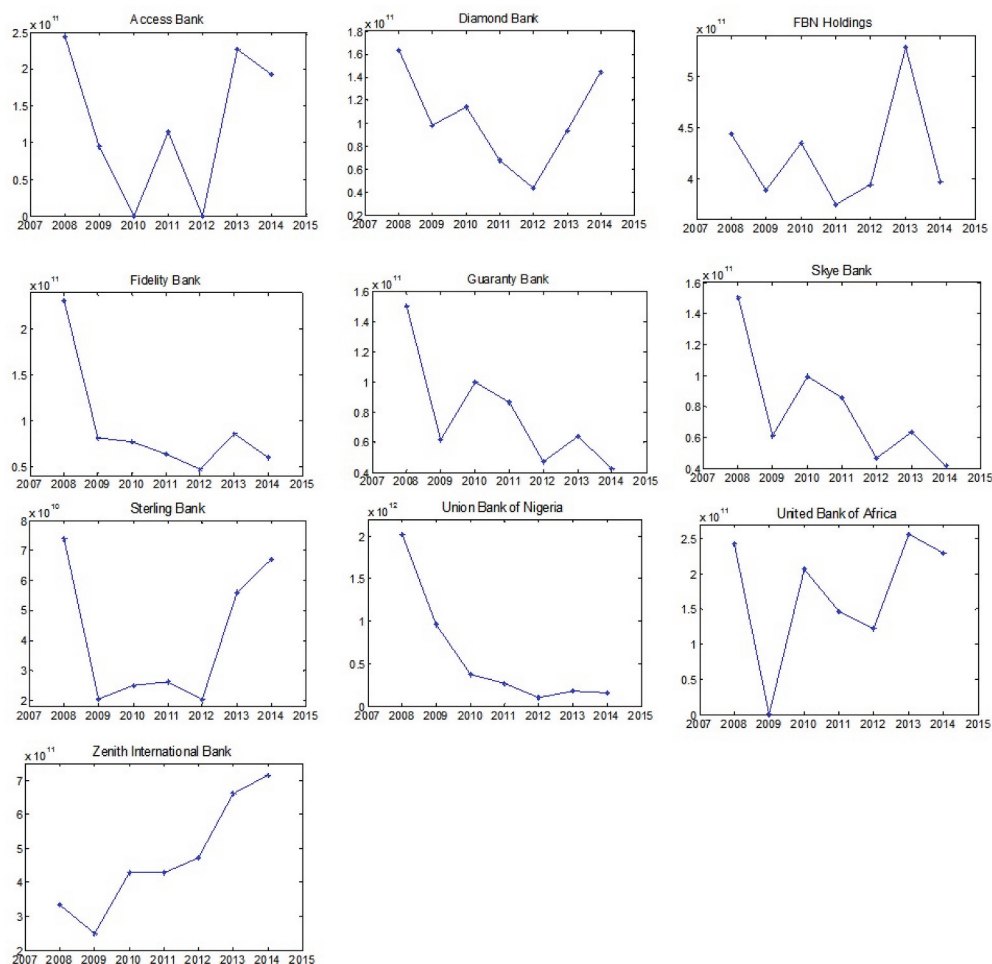 Access Bank
x 10^11
2.5
2
1.5
1
0.5
0
2007 2008 2009 2010 2011 2012 2013 2014 2015
Diamond Bank
x 10^11
1.8
1.6
1.4
1.2
1
0.8
0.6
0.4
0.2
2007 2008 2009 2010 2011 2012 2013 2014 2015
FBN Holdings
x 10^11
5
4.5
4
2007 2008 2009 2010 2011 2012 2013 2014 2015
Fidelity Bank
x 10^11
2
1
0.5
2007 2008 2009 2010 2011 2012 2013 2014 2015
Guaranty Bank
x 10^11
1.6
1.4
1.2
1
0.8
0.6
0.4
2007 2008 2009 2010 2011 2012 2013 2014 2015
Skye Bank
x 10^11
1.6
1.4
1.2
1
0.8
0.6
0.4
2007 2008 2009 2010 2011 2012 2013 2014 2015
Sterling Bank
x 10^10
8
7
6
5
4
3
2
2007 2008 2009 2010 2011 2012 2013 2014 2015
Union Bank of Nigeria
x 10^12
2
1
0.5
0
2007 2008 2009 2010 2011 2012 2013 2014 2015
United Bank of Africa
x 10^11
2.5
2
1.5
1
0.5
0
2007 2008 2009 2010 2011 2012 2013 2014 2015
Zenith International Bank
x 10^11
7
6
5
4
3
2
2007 2008 2009 2010 2011 2012 2013 2014 2015